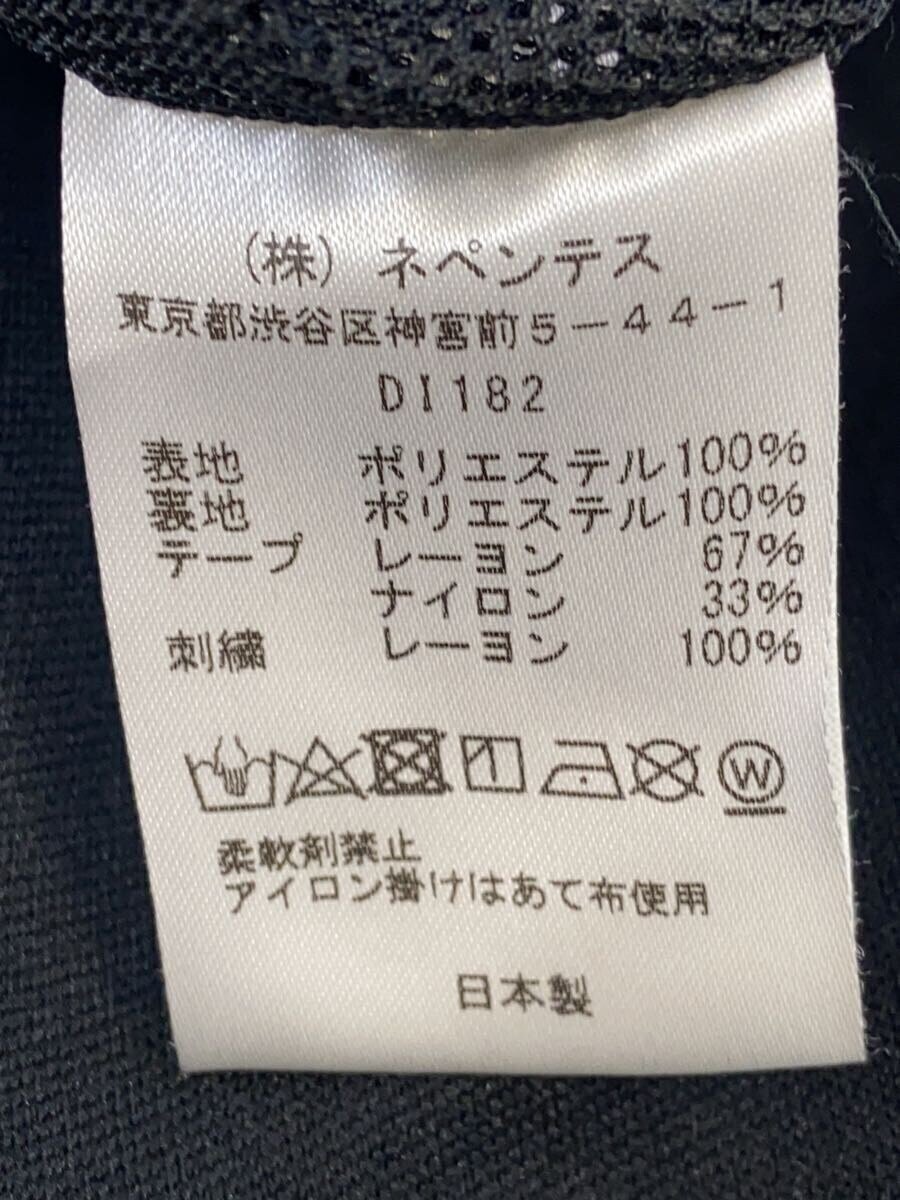 (株) ネペンテス
東京都渋谷区神宮前5-44-1
DI182
表地 ポリエステル100%
裏地 ポリエステル100%
テープ レーヨン 67%
ナイロン 33%
刺繍 レーヨン 100%
W
柔軟剤禁止
アイロン掛けはあて布使用
日本製